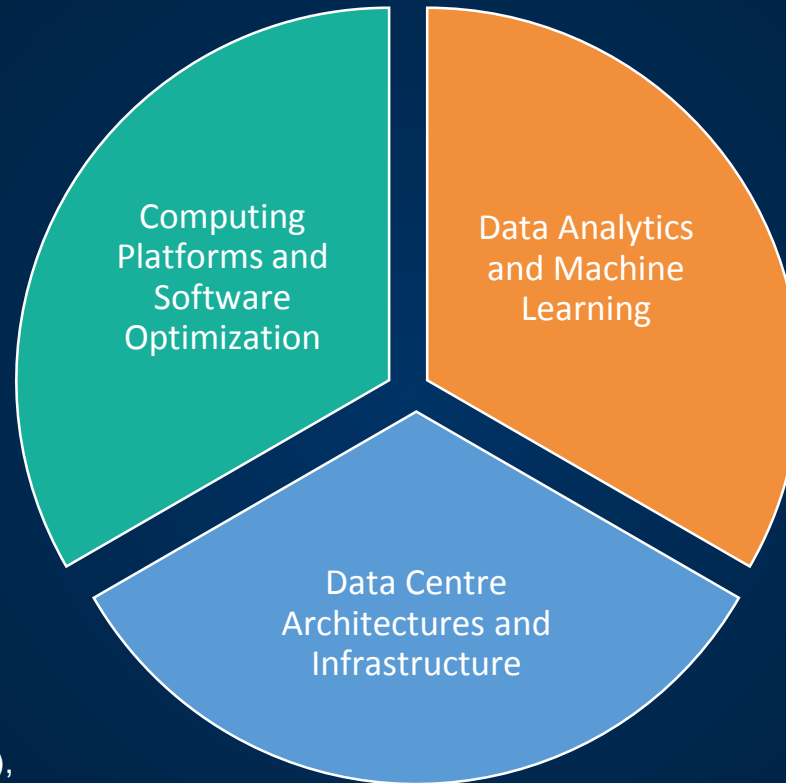 Computing
Platforms and
Software
Optimization
Data Analytics
and Machine
Learning
Data Centre
Architectures and
Infrastructure
),